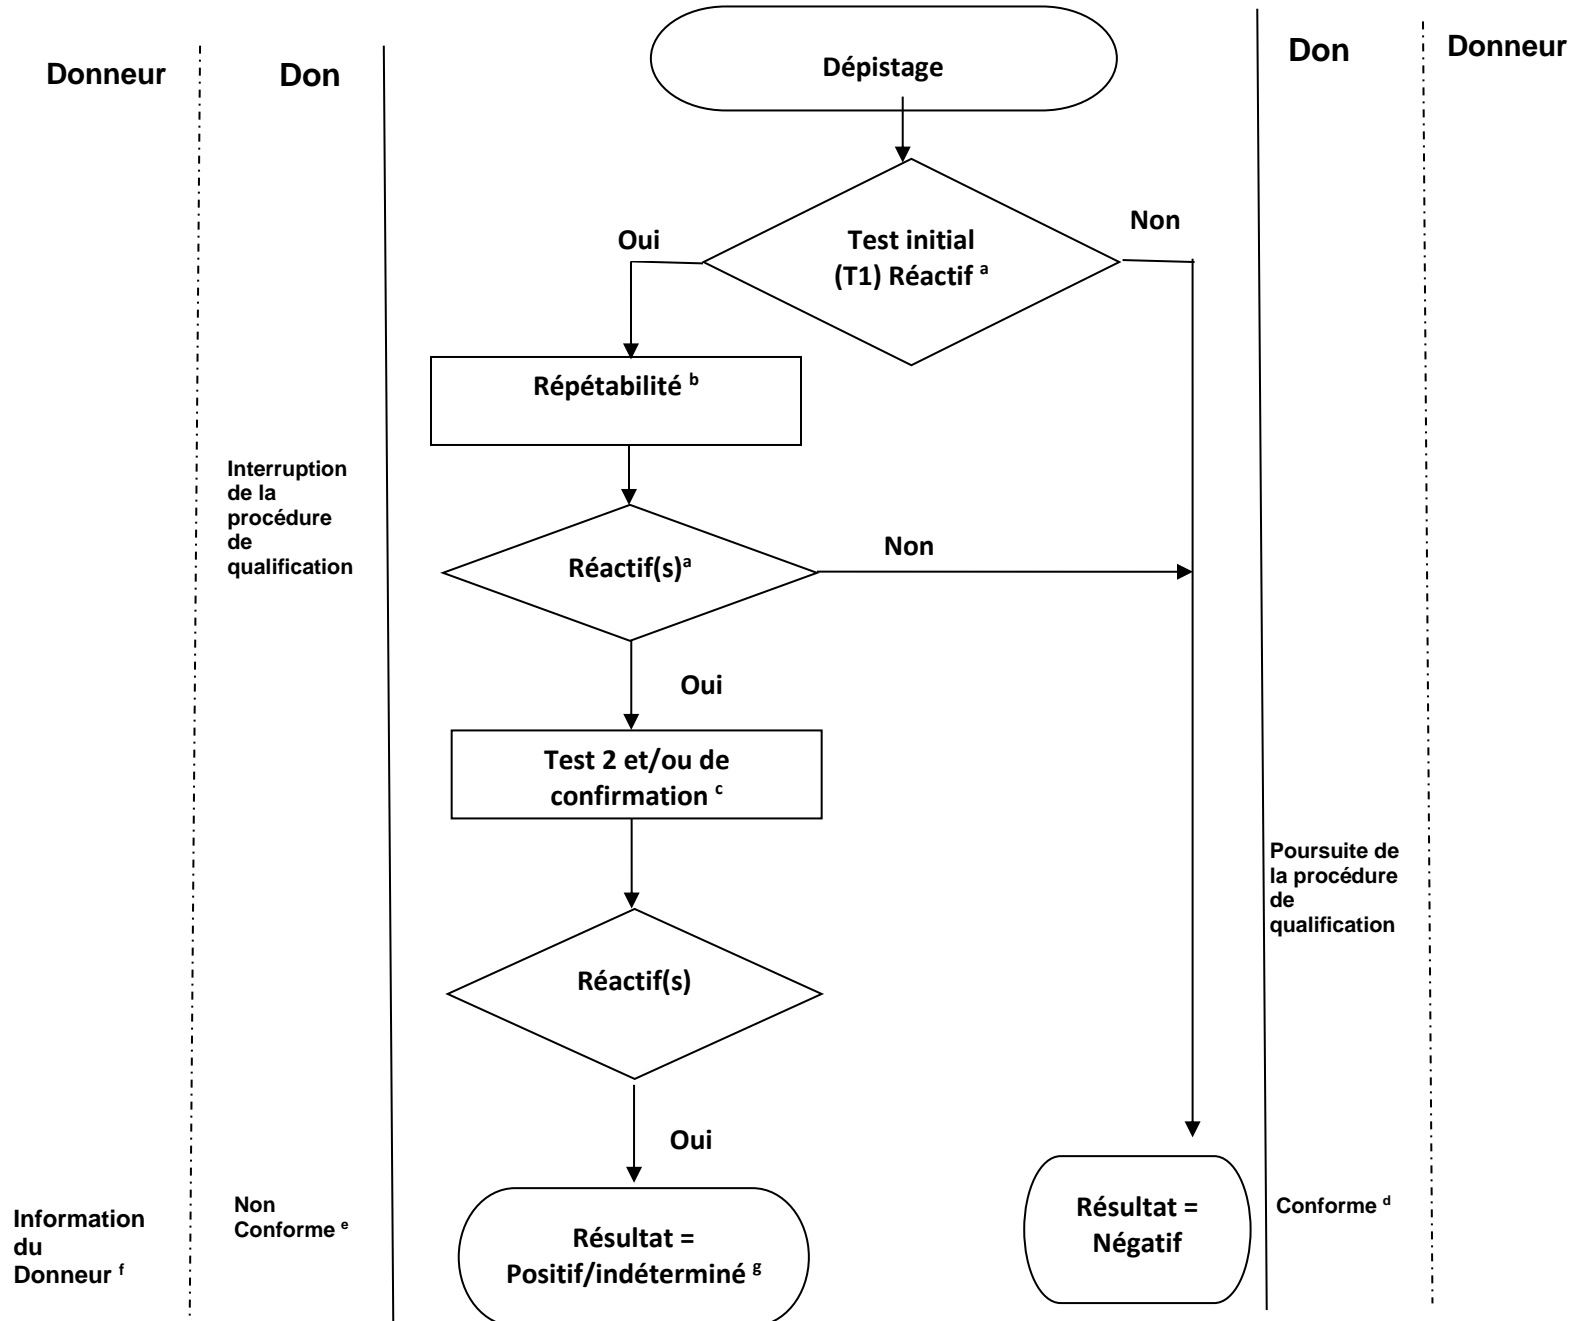 Donneur
Don
Dépistage
Don
Donneur
Oui
Non
Test initial
(T1) Réactif a
Répétabilité b
Interruption
de la
procédure
de
qualification
Réactif(s)a
Non
Oui
Test 2 et/ou de
confirmation c
Poursuite de
la procédure
de
qualification
Réactif(s)
Oui
Information
du
Donneur f
Non
Conforme e
Résultat =
Positif/indéterminé g
Résultat =
Négatif
Conforme d